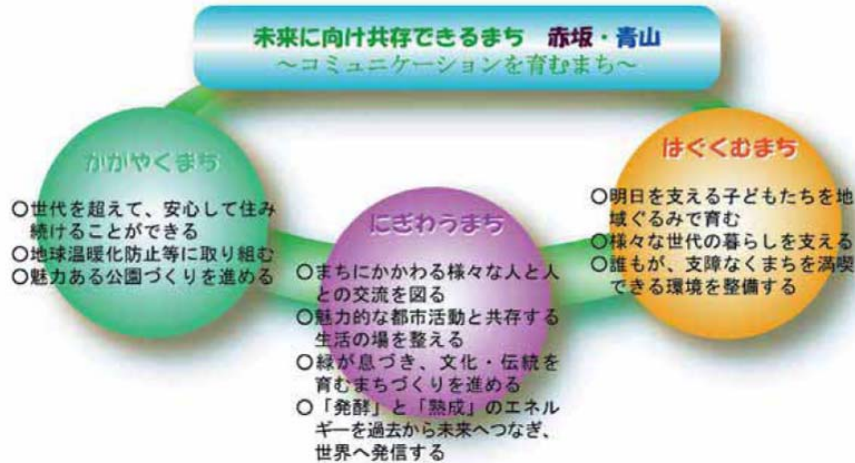 未来に向け共存できるまち　赤坂・青山
～コミュニケーションを育むまち～
かがやくまち
○世代を超えて、安心して住み
続けることができる
○地球温暖化防止等に取り組む
○魅力ある公園づくりを進める
にぎわうまち
○まちにかかわる様々な人と人
との交流を図る
○魅力的な都市活動と共存する
生活の場を整える
○緑が息づき、文化・伝統を
育むまちづくりを進める
○「発酵」と「熟成」のエネル
ギーを過去から未来へつなぎ、
世界へ発信する
はぐくむまち
○明日を支える子どもたちを地
域ぐるみで育む
○様々な世代の暮らしを支える
○誰もが、支障なくまちを満喫
できる環境を整備する